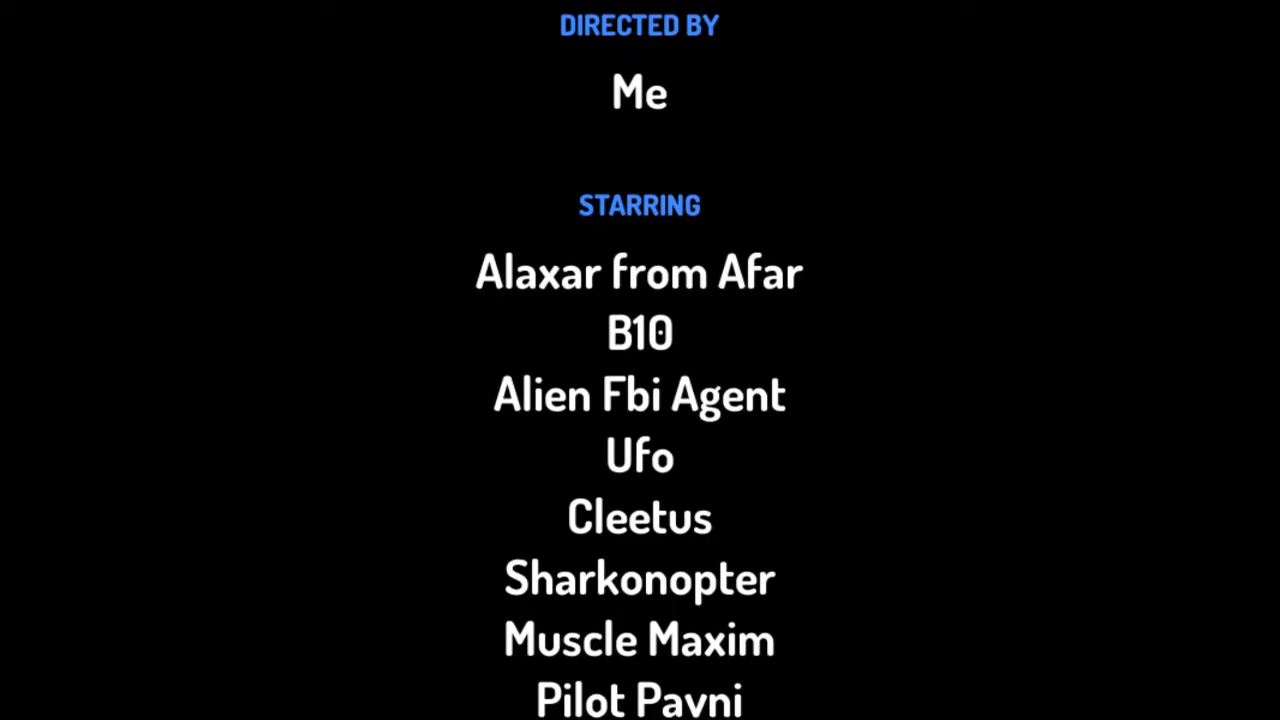 DIRECTED BY
Me
STARRING
Alaxar from Afar
B10
Alien Fbi Agent
Ufo
Cleetus
Sharkonopter
Muscle Maxim
Pilot Pavni